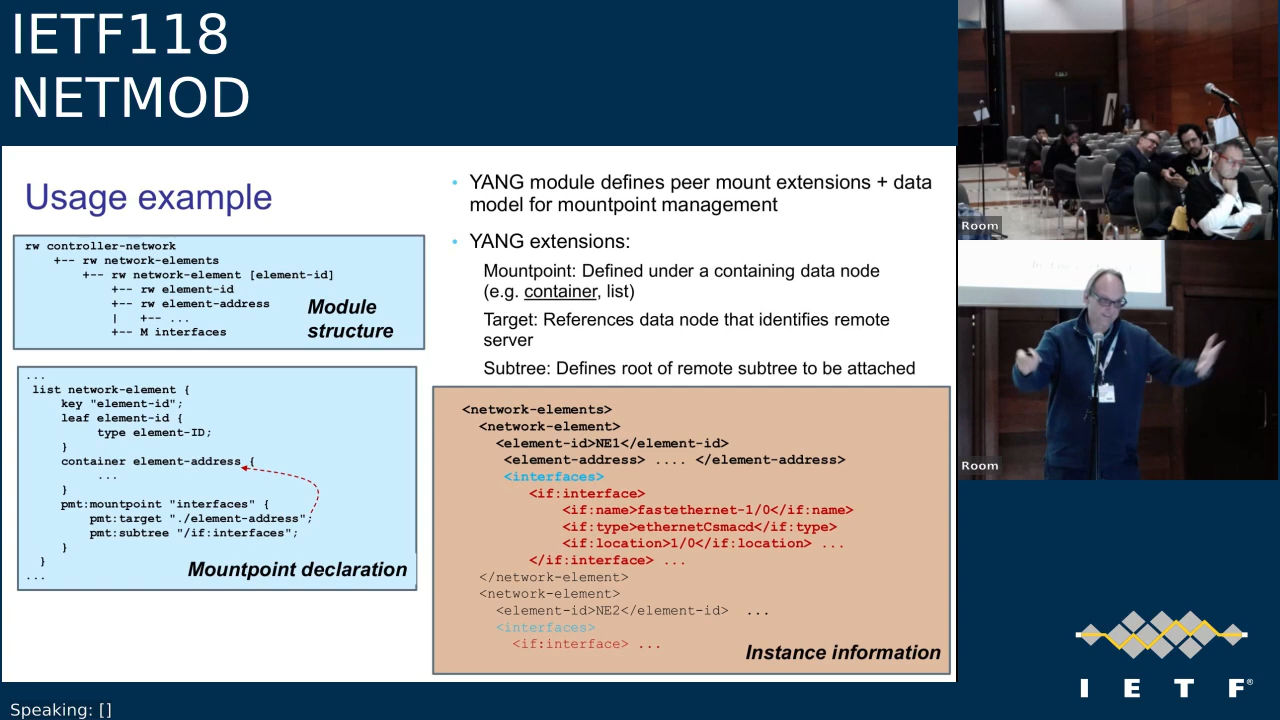 IETF118
NETMOD
Usage example
rw controller-network
+-- rw network-elements
+-- rw network-element [element-id]
+-- rw element-id
+-- rw element-address
|   +-- ...
+-- M interfaces
Module
structure
...
list network-element {
key "element-id";
leaf element-id {
type element-ID;
}
container element-address {
...
}
pmt:mountpoint "interfaces" {
pmt:target "./element-address";
pmt:subtree "/if:interfaces";
}
}
...
Mountpoint declaration
• YANG module defines peer mount extensions + data
model for mountpoint management
• YANG extensions:
Mountpoint: Defined under a containing data node
(e.g. container, list)
Target: References data node that identifies remote
server
Subtree: Defines root of remote subtree to be attached
<network-elements>
<network-element>
<element-id>NE1</element-id>
<element-address> .... </element-address>
<interfaces>
<if:interface>
<if:name>fastethernet-1/0</if:name>
<if:type>ethernetCsmacd</if:type>
<if:location>1/0</if:location> ...
</if:interface> ...
</network-element>
<network-element>
<element-id>NE2</element-id> ...
<interfaces>
<if:interface> ...
Instance information
Room
Room
IETF®
Speaking: []